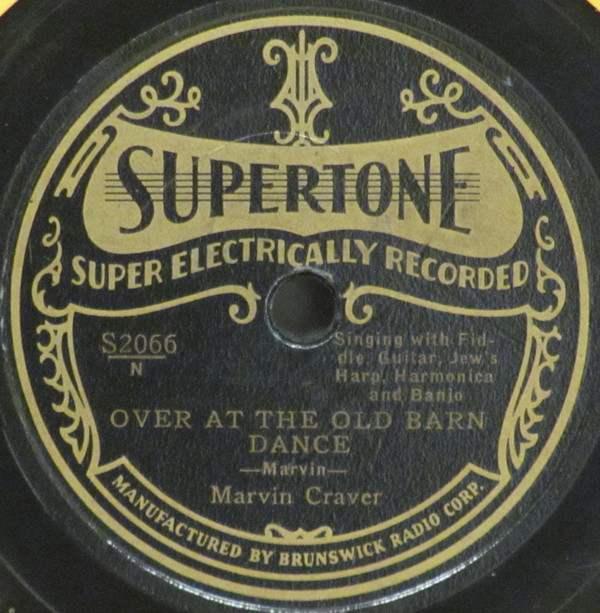 SUPERTONE
SUPER ELECTRICALLY RECORDED
S2066
N
Singing with Fid-
dle, Guitar, Jew's
Harp, Harmonica
and Banjo
OVER AT THE OLD BARN
DANCE
—Marvin—
Marvin Craver
MANUFACTURED BY BRUNSWICK RADIO CORP.